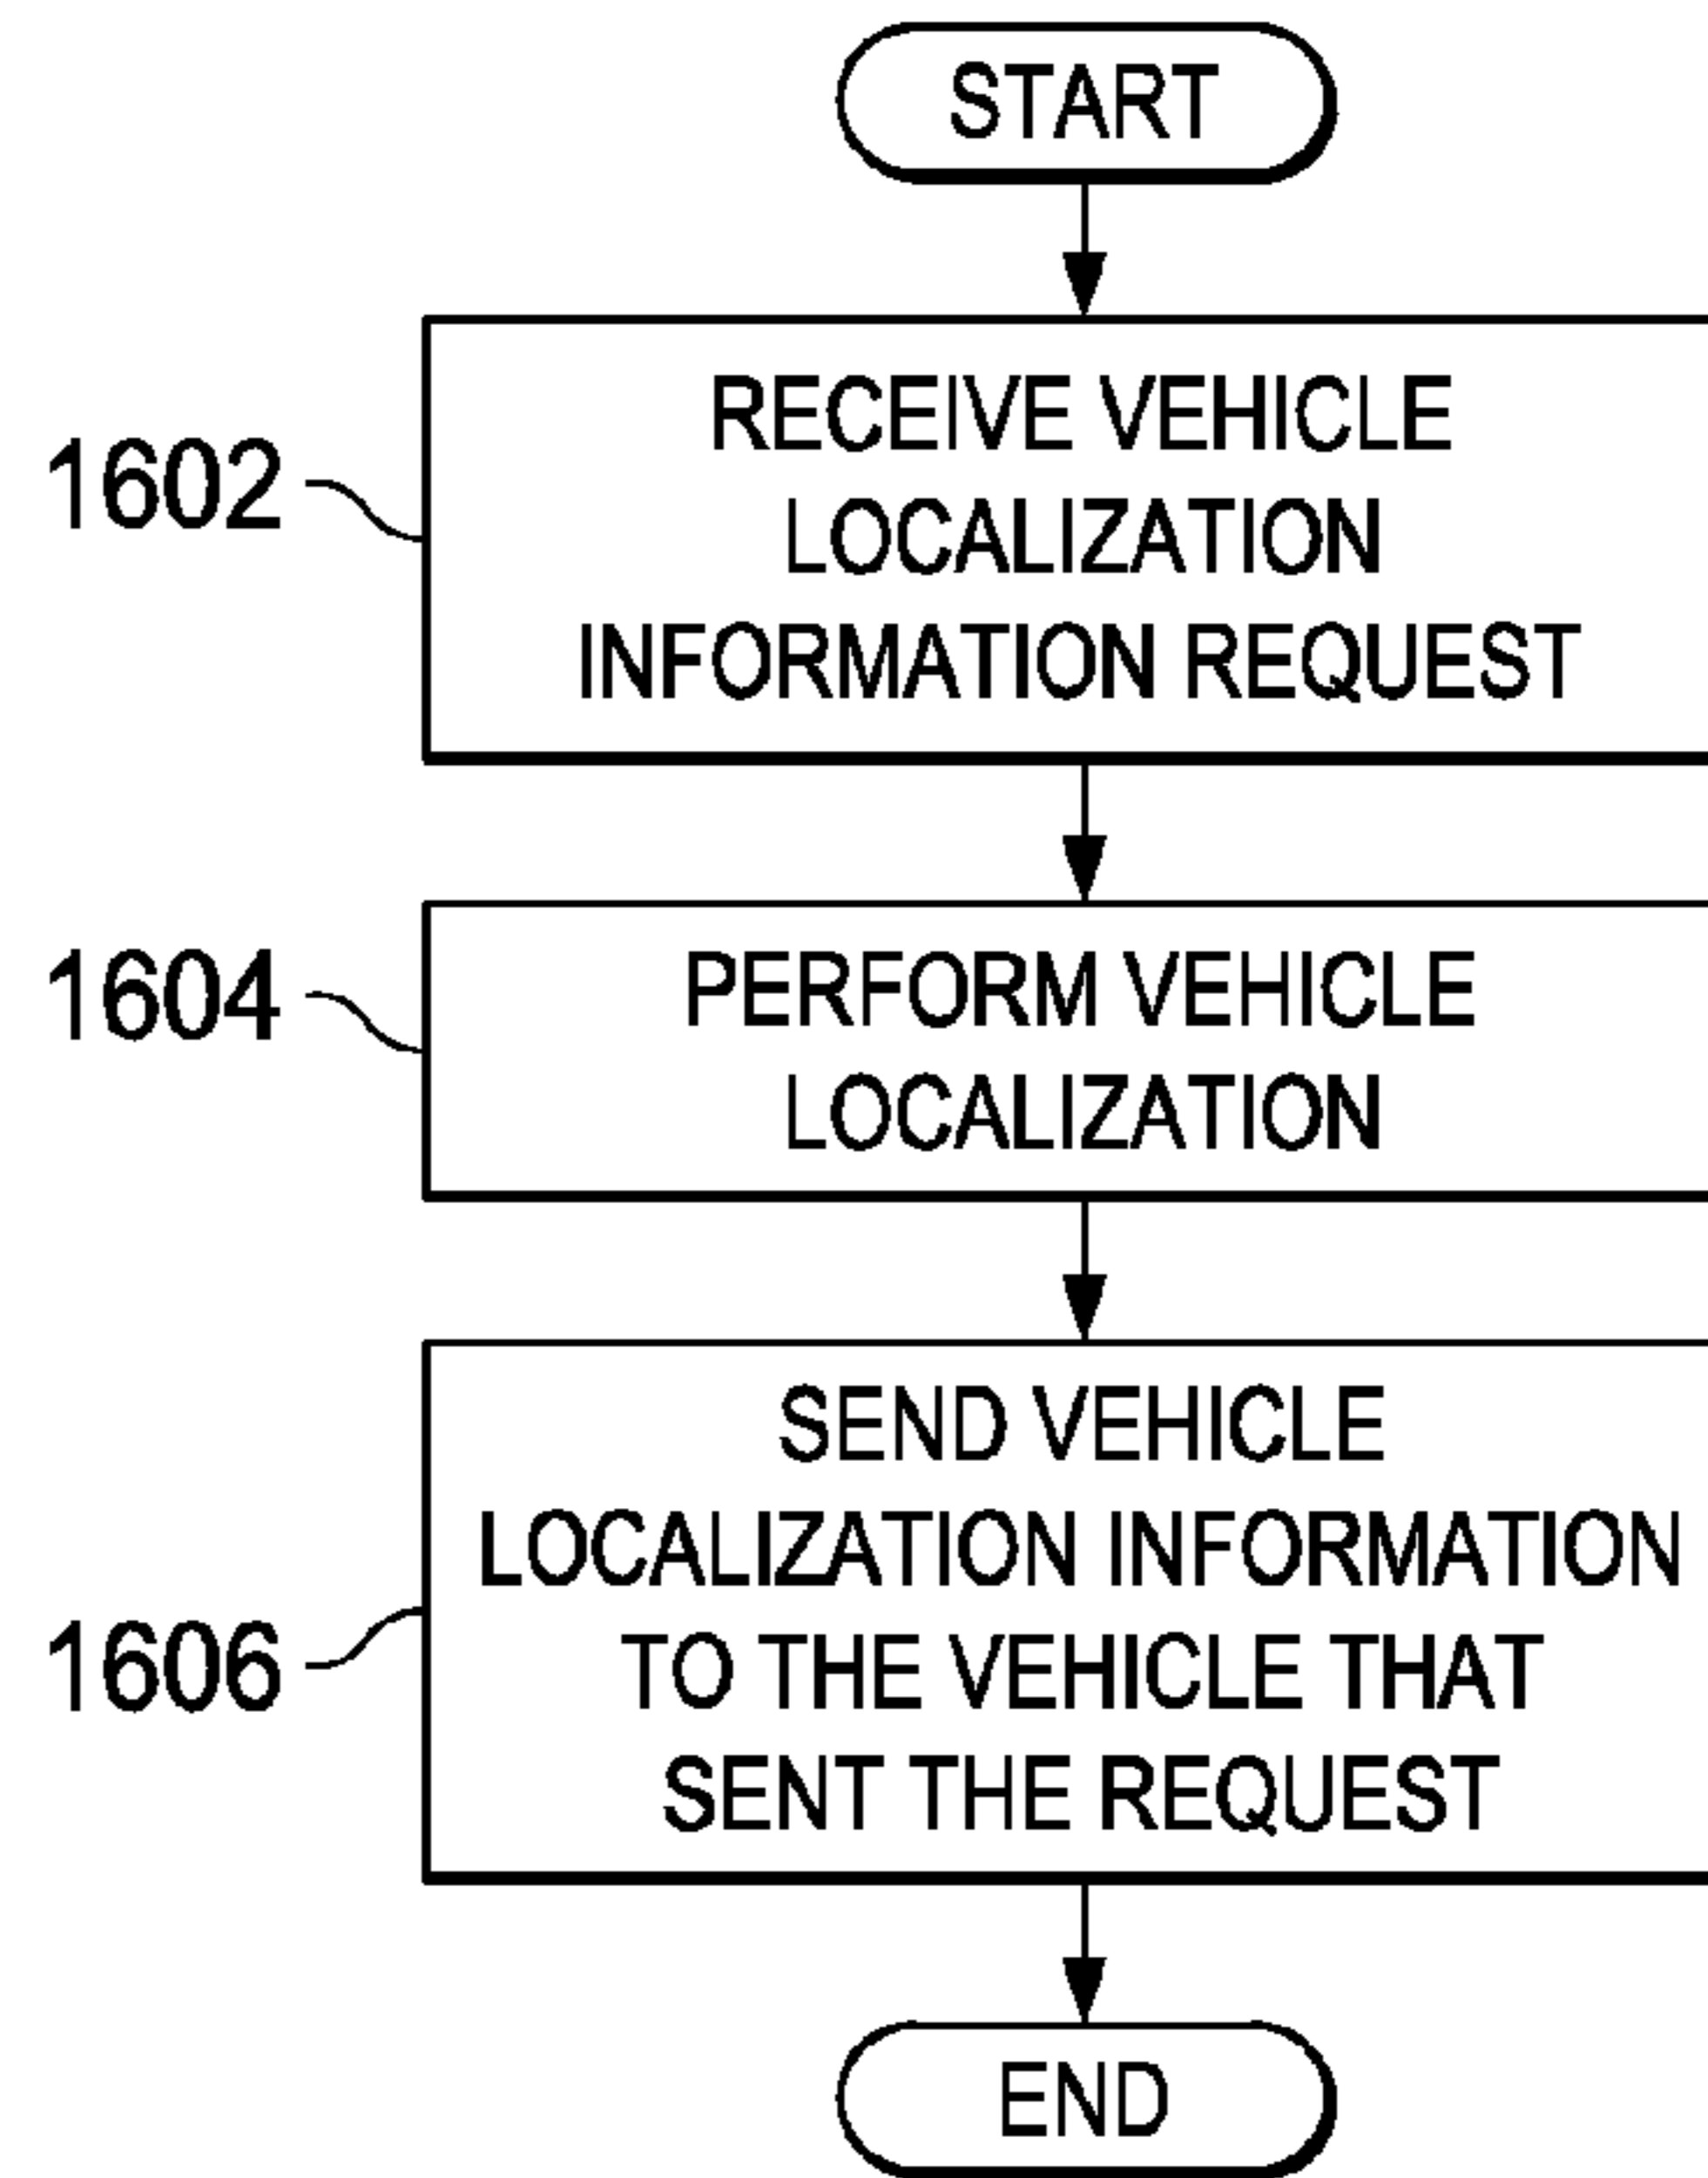 START
1602
RECEIVE VEHICLE
LOCALIZATION
INFORMATION REQUEST
1604
PERFORM VEHICLE
LOCALIZATION
1606
SEND VEHICLE
LOCALIZATION INFORMATION
TO THE VEHICLE THAT
SENT THE REQUEST
END